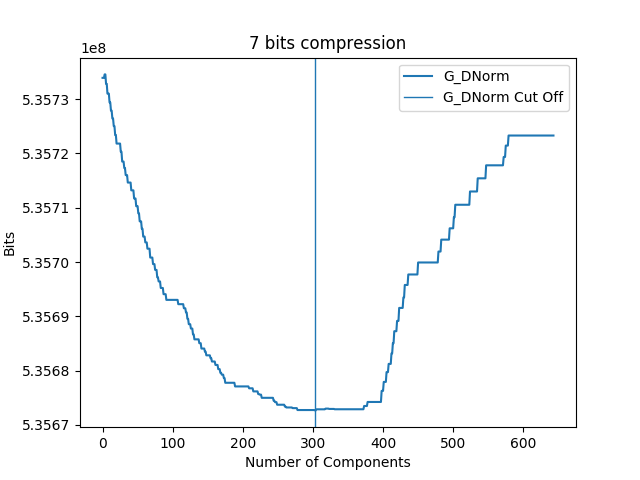 7 bits compression
1e8
G_DNorm
G_DNorm Cut Off
5.3573
5.3572
5.3571
5.3570
5.3569
5.3568
5.3567
Bits
0 100 200 300 400 500 600
Number of Components